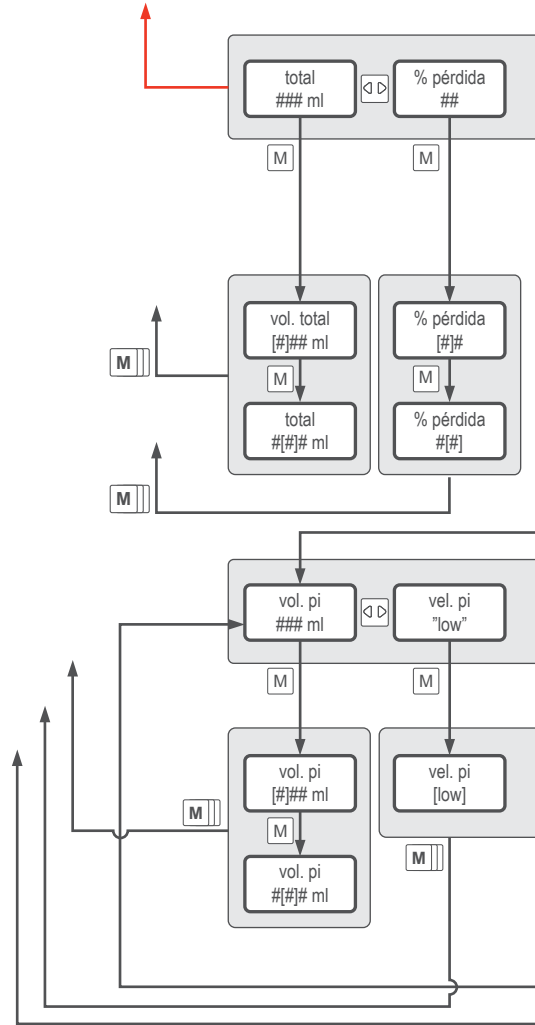 total
### ml
% pérdida
##
M
M
vol. total
[#]## ml
% pérdida
[#]#
M
M
M
total
#[#]# ml
% pérdida
#[#]
M
vol. pi
### ml
vel. pi
”low”
M
M
vol. pi
[#]## ml
vel. pi
[low]
M
M
M
vol. pi
#[#]# ml